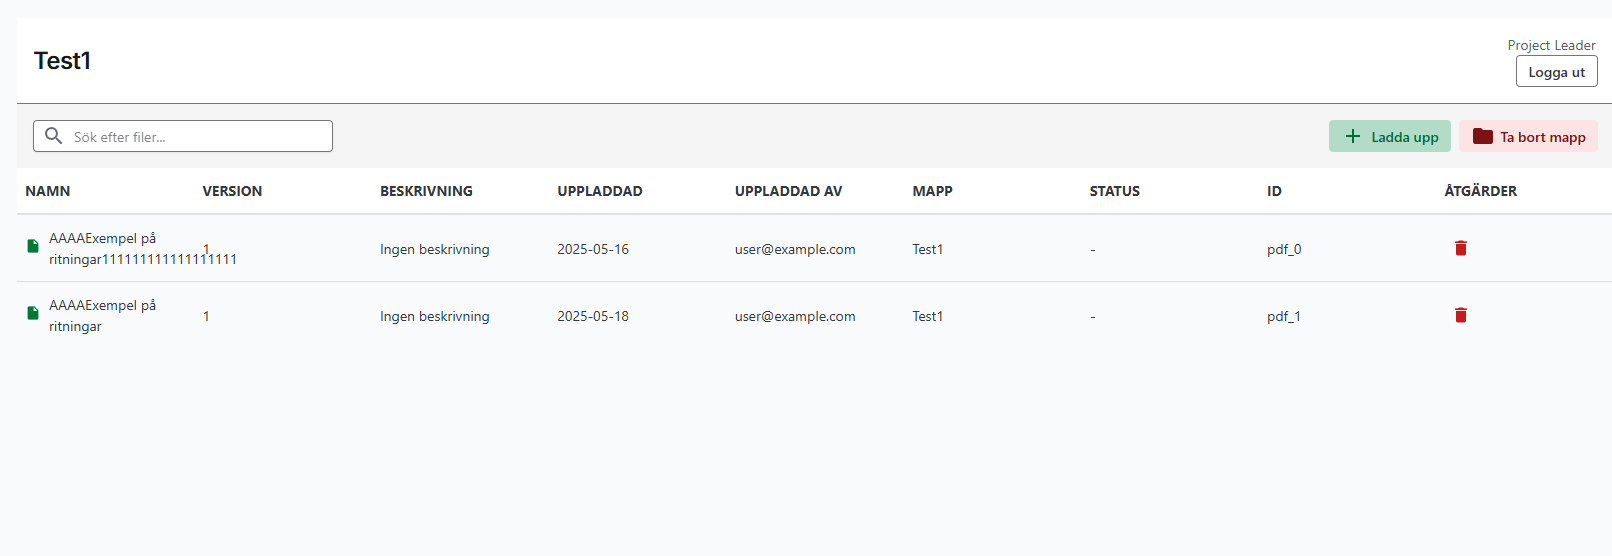 Test1
Project Leader
Logga ut
Sök efter filer...
Ladda upp
Ta bort mapp
NAMN VERSION BESKRIVNING UPPLADDAD UPPLADDAD AV MAPP STATUS ID ÅTGÄRDER
AAAAExempel på
ritningar111111111111111111
1 Ingen beskrivning 2025-05-16 user@example.com Test1 - pdf_0
AAAAExempel på
ritningar
1 Ingen beskrivning 2025-05-18 user@example.com Test1 - pdf_1